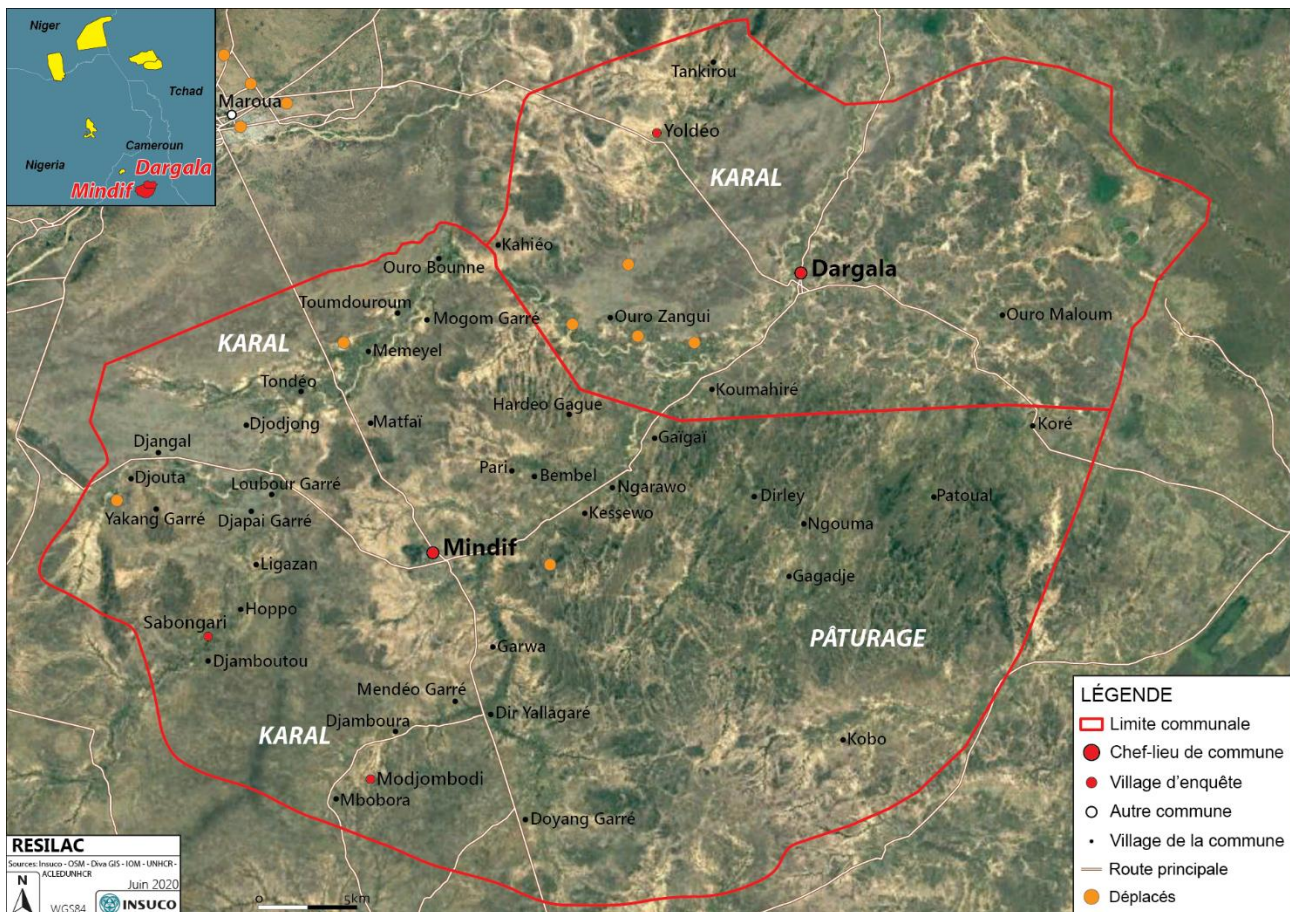 Niger
Tchad
Cameroun
Nigeria
Dargala
Mindif
Maroua
Tankirou
Yoldéo
KARAL
Kahiéo
Ouro Bounne
Dargala
Toumdouroum
Mogom Garré
Ouro Zangui
Ouro Maloum
KARAL
Memeyel
Tondéo
Koumahiré
Hardeo Gague
Djodjong
Matfaï
Koré
Gaïgaï
Djangal
Pari
Bembel
Djouta
Loubour Garré
Ngarawo
Dirley
Patoual
Yakang Garré
Djapai Garré
Kessewo
Ngouma
Mindif
Ligazan
Gagadje
Hoppo
Sabongari
PÂTURAGE
Garwa
Djamboutou
Mendéo Garré
Dir Yallagaré
Djamboura
KARAL
Kobo
Modjombodi
Mbobora
Doyang Garré
LÉGENDE
Limite communale
Chef-lieu de commune
Village d'enquête
Autre commune
Village de la commune
Route principale
Déplacés
RESILAC
Sources: Insuco - OSM - Diva GIS - IOM - UNHCR -
ACLEDUNHCR
Juin 2020
N
WGS84
INSUCO
0 5km